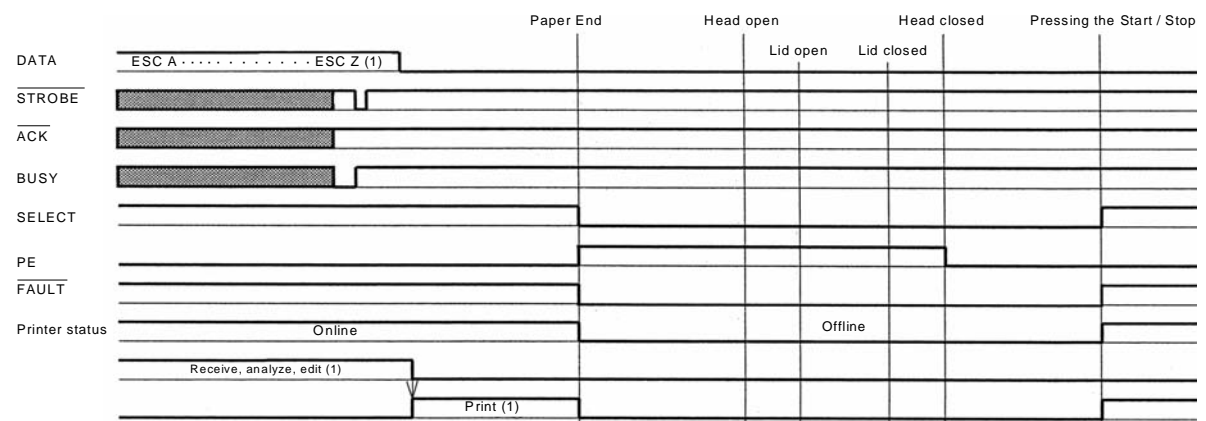 Paper End Head open Head closed Pressing the Start / Stop
Lid open Lid closed
DATA ESC A · · · · · · · · · · · · ESC Z (1)
STROBE
ACK
BUSY
SELECT
PE
FAULT
Printer status Online Offline
Receive, analyze, edit (1)
Print (1)